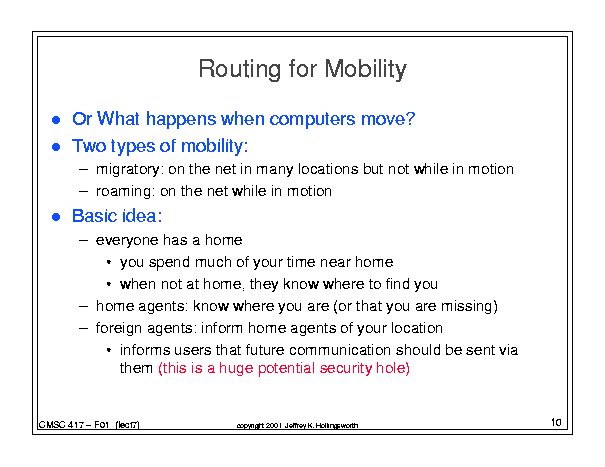 Routing for Mobility
● Or What happens when computers move?
● Two types of mobility:
– migratory: on the net in many locations but not while in motion
– roaming: on the net while in motion
● Basic idea:
– everyone has a home
• you spend much of your time near home
• when not at home, they know where to find you
– home agents: know where you are (or that you are missing)
– foreign agents: inform home agents of your location
• informs users that future communication should be sent via
them (this is a huge potential security hole)
CMSC 417 – F01 (lect7)
copyright 2001 Jeffrey K. Hollingsworth
10